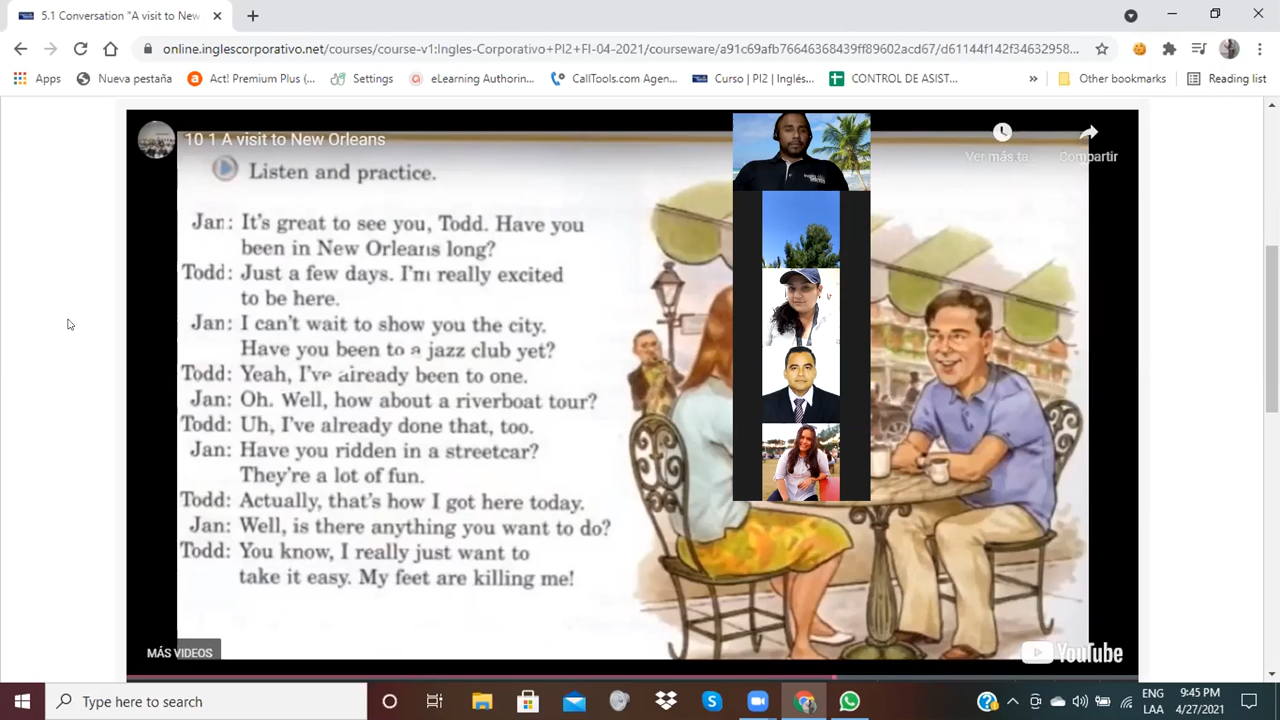 5.1 Conversation "A visit to New
online.inglescorporativo.net/courses/course-v1:Ingles-Corporativo+PI2+FI-04-2021/courseware/a91c69afb76646368439ff89602acd67/d61144f142f34632958...
Apps Nueva pestaña Act! Premium Plus (... Settings eLearning Authorin... CallTools.com Agen... Curso | PI2 | Inglés... CONTROL DE ASIST... » Other bookmarks Reading list
10 1 A visit to New Orleans
Ver más ta... Compartir
Listen and practice.
Jan: It's great to see you, Todd. Have you
been in New Orleans long?
Todd: Just a few days. I'm really excited
to be here.
Jan: I can't wait to show you the city.
Have you been to a jazz club yet?
Todd: Yeah, I've already been to one.
Jan: Oh. Well, how about a riverboat tour?
Todd: Uh, I've already done that, too.
Jan: Have you ridden in a streetcar?
They're a lot of fun.
Todd: Actually, that's how I got here today.
Jan: Well, is there anything you want to do?
Todd: You know, I really just want to
take it easy. My feet are killing me!
MÁS VIDEOS
YouTube
Type here to search
ENG
LAA
9:45 PM
4/27/2021